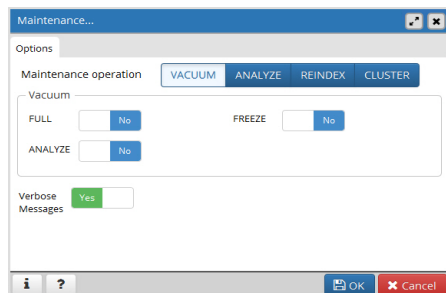 Maintenance...
Options
Maintenance operation VACUUM ANALYZE REINDEX CLUSTER
Vacuum
FULL No FREEZE No
ANALYZE No
Verbose Messages Yes
i ? OK Cancel